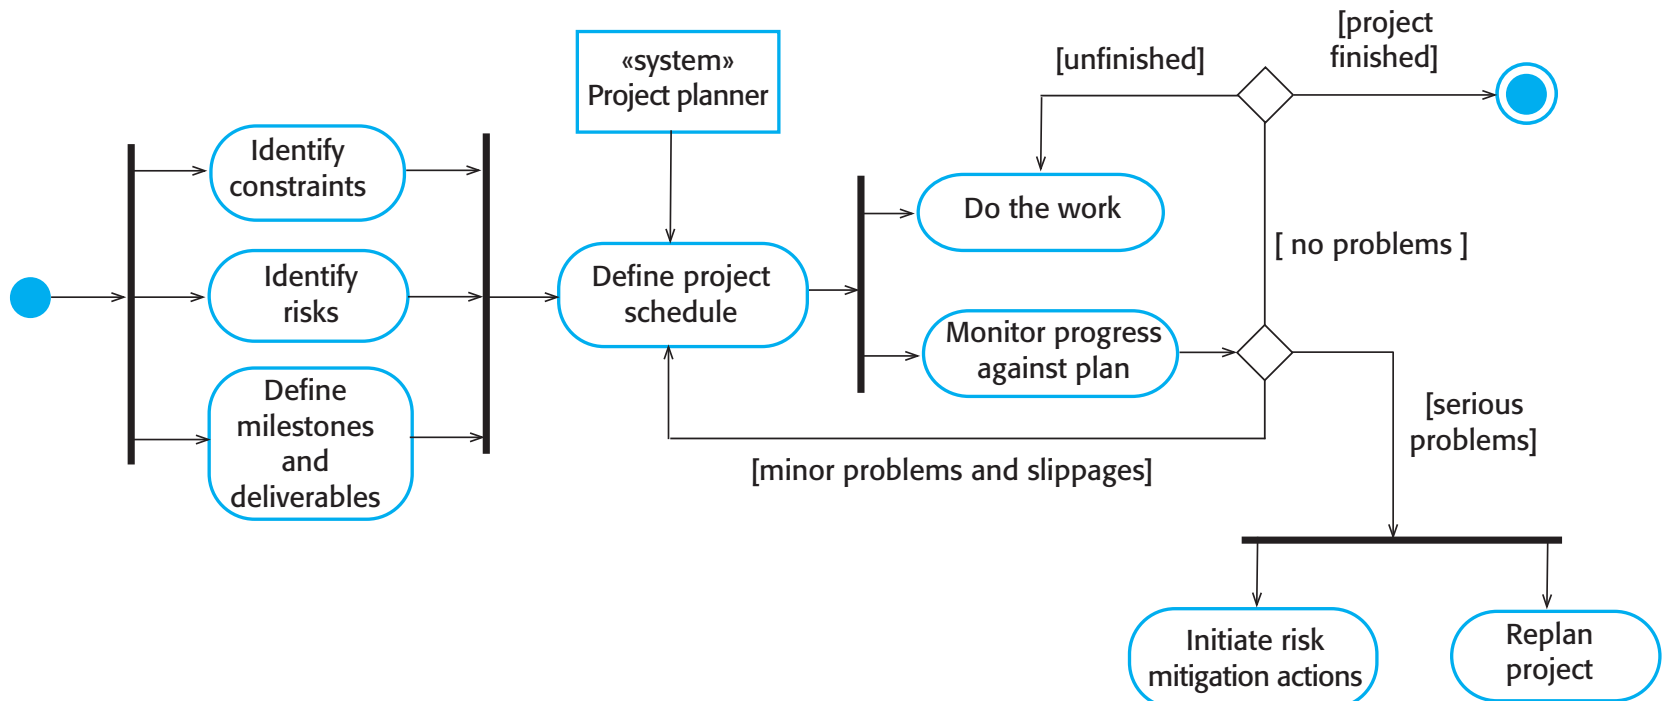 [project
finished]
[unfinished]
«system»
Project planner
Identify
constraints
Do the work
[ no problems ]
Identify
risks
Define project
schedule
Monitor progress
against plan
Define
milestones
and
deliverables
[serious
problems]
[minor problems and slippages]
Initiate risk
mitigation actions
Replan
project